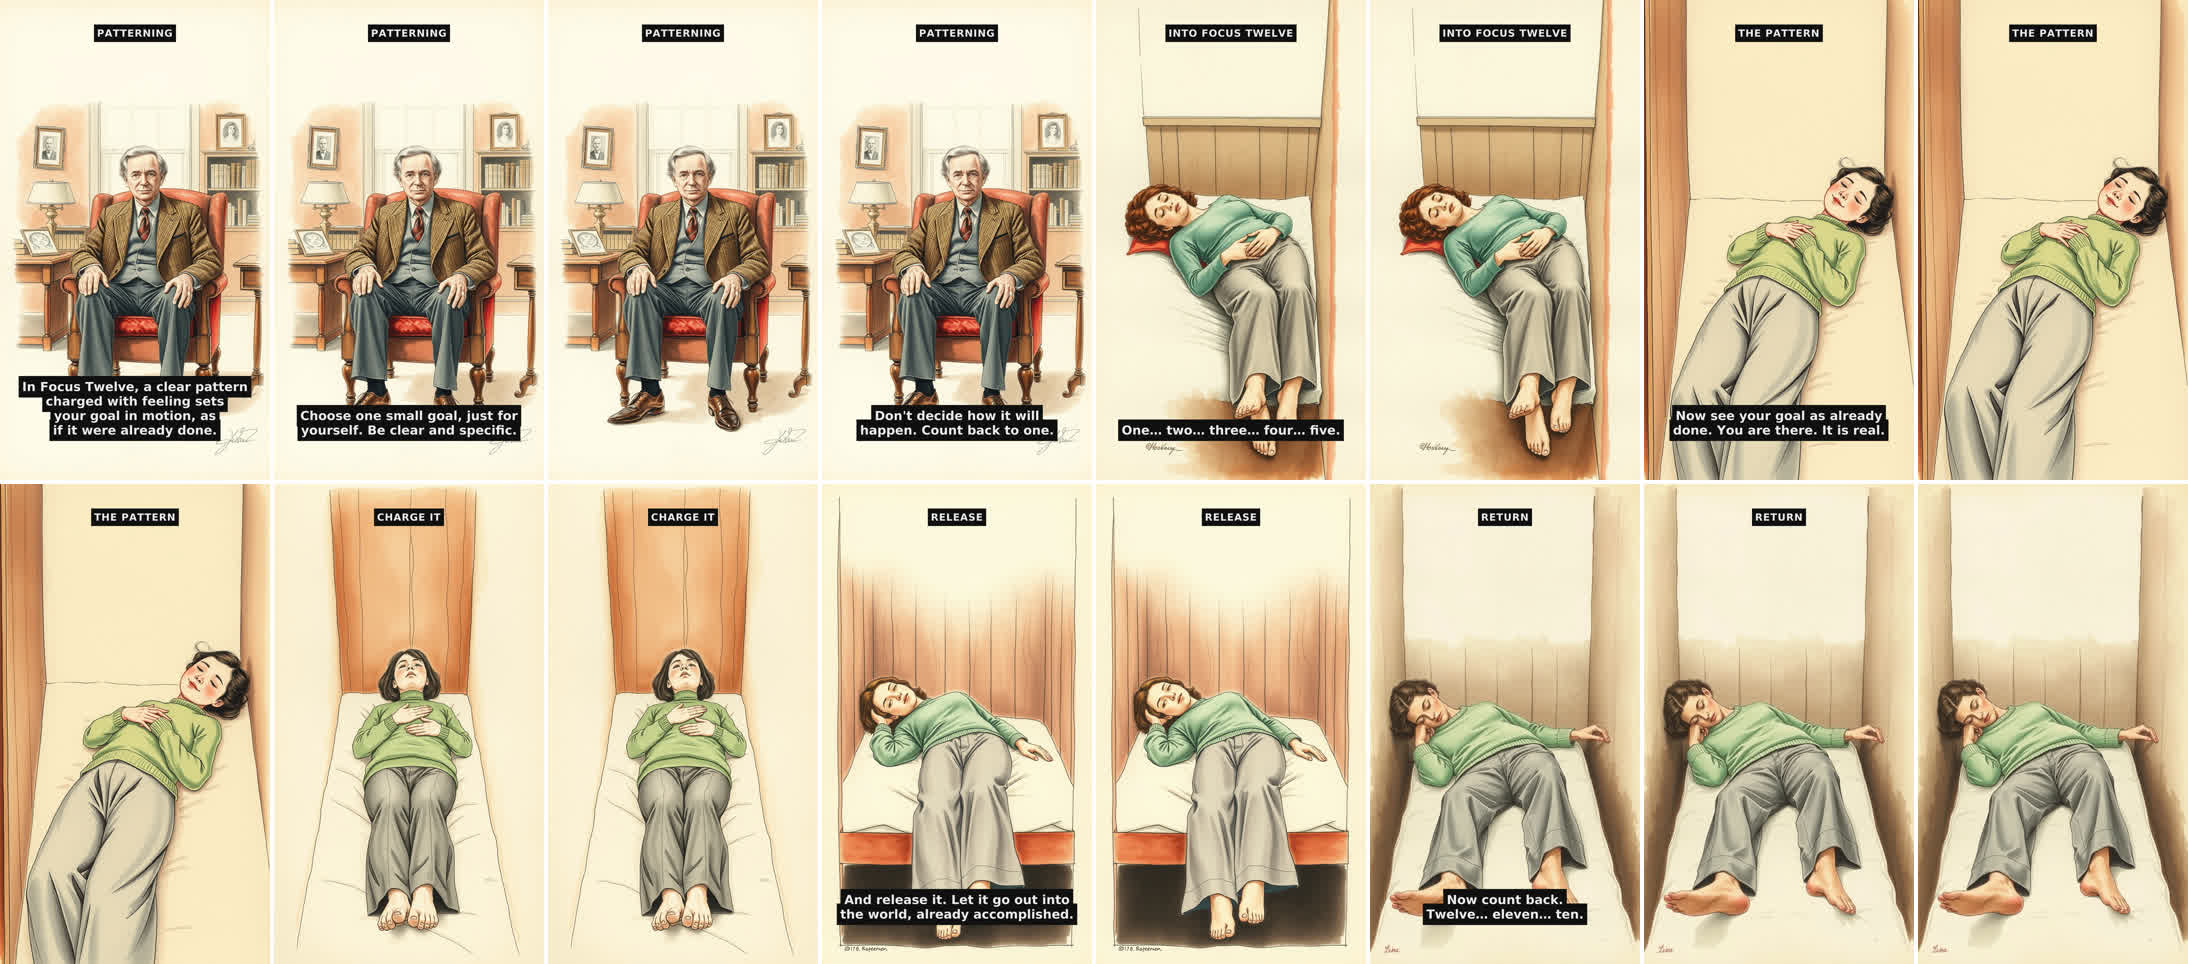 PATTERNING
In Focus Twelve, a clear pattern
charged with feeling sets
your goal in motion, as
if it were already done.
PATTERNING
Choose one small goal, just for
yourself. Be clear and specific.
PATTERNING
PATTERNING
Don't decide how it will
happen. Count back to one.
INTO FOCUS TWELVE
One... two... three... four... five.
INTO FOCUS TWELVE
THE PATTERN
Now see your goal as already
done. You are there. It is real.
THE PATTERN
THE PATTERN
CHARGE IT
CHARGE IT
RELEASE
And release it. Let it go out into
the world, already accomplished.
RELEASE
RETURN
Now count back.
Twelve... eleven... ten.
RETURN